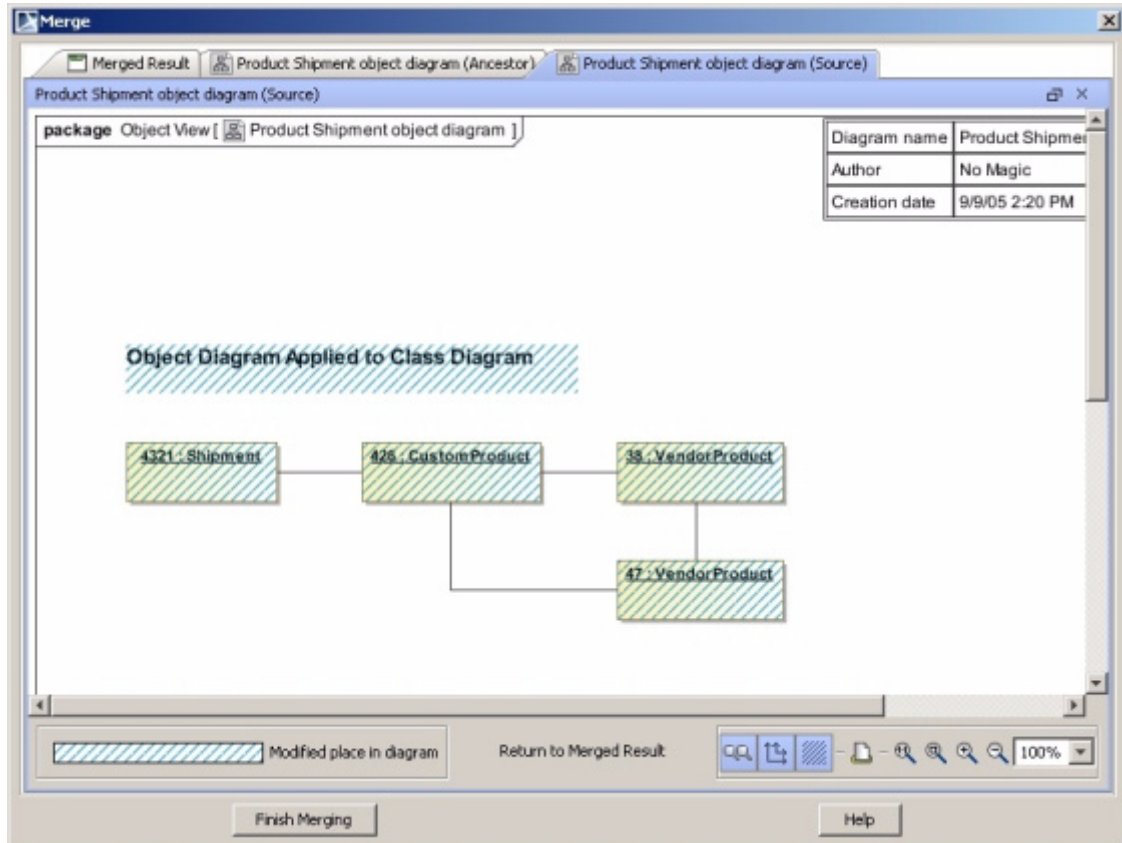 Merge
Merged Result Product Shipment object diagram (Ancestor) Product Shipment object diagram (Source)
Product Shipment object diagram (Source)
package Object View [ Product Shipment object diagram ]
Diagram name Product Shipmer
Author No Magic
Creation date 9/9/05 2:20 PM
Object Diagram Applied to Class Diagram
4321 : Shipment 426 : CustomProduct 38 : VendorProduct
47 : VendorProduct
Modified place in diagram Return to Merged Result 100%
Finish Merging Help